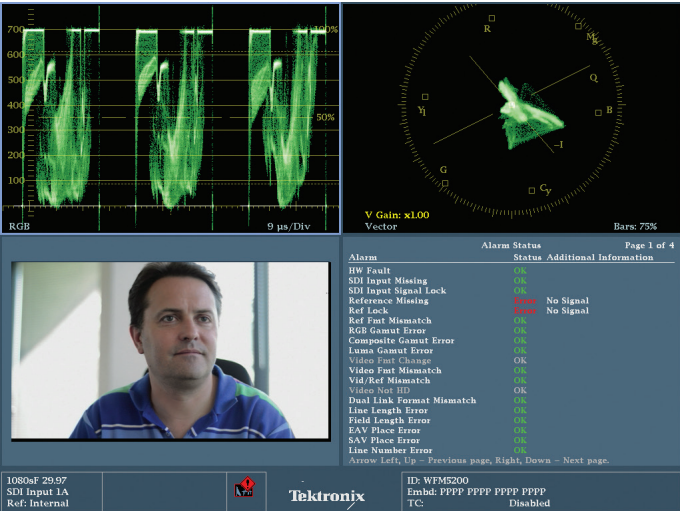 700
600
500
400
300
200
100
100%
50%
RGB
9 µs/Div
R
Mg
Q
B
Yl
-I
G
Cy
V Gain: x1.00
Vector
Bars: 75%
Alarm Status Page 1 of 4
Alarm Status Additional Information
HW Fault OK
SDI Input Missing OK
SDI Input Signal Lock OK
Reference Missing No Signal
Ref Lock No Signal
Ref Fmt Mismatch OK
RGB Gamut Error OK
Composite Gamut Error OK
Luma Gamut Error OK
Video Fmt Change OK
Video Fmt Mismatch OK
Vid/Ref Mismatch OK
Video Not HD OK
Dual Link Format Mismatch OK
Line Length Error OK
Field Length Error OK
EAV Place Error OK
SAV Place Error OK
Line Number Error OK
Arrow Left, Up - Previous page, Right, Down - Next page.
1080sF 29.97
SDI Input 1A
Ref: Internal
Tektronix
ID: WFM5200
Embd: PPPP PPPP PPPP PPPP
TC: Disabled